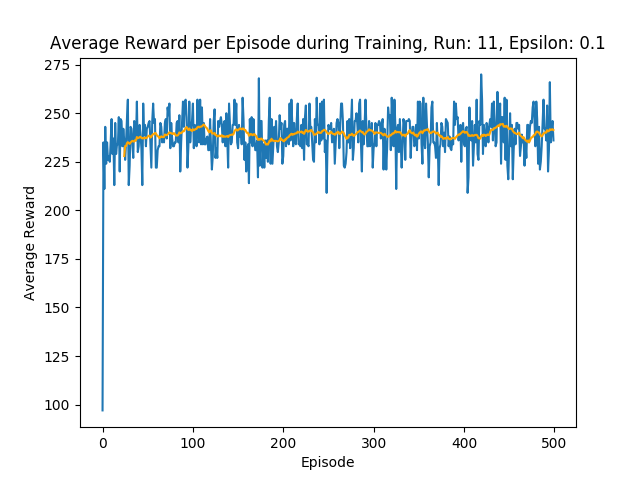 Average Reward per Episode during Training, Run: 11, Epsilon: 0.1
275
250
225
200
175
150
125
100
Average Reward
0 100 200 300 400 500
Episode